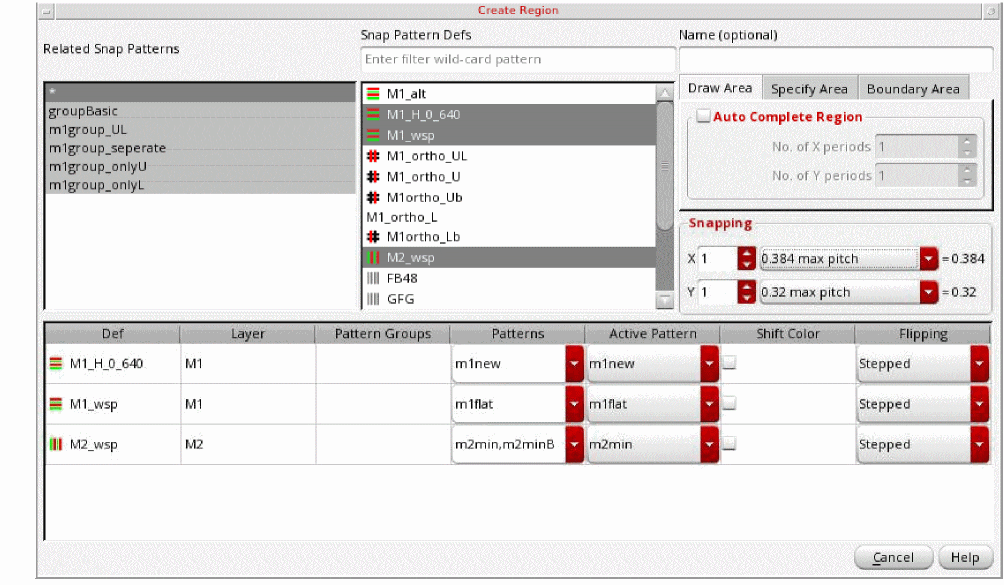 Create Region
Related Snap Patterns
*
groupBasic
m1group_UL
m1group_seperate
m1group_onlyU
m1group_onlyL
Snap Pattern Defs
Enter filter wild-card pattern
M1_alt
M1_H_0_640
M1_wsp
M1_ortho_UL
M1_ortho_U
M1ortho_Ub
M1_ortho_L
M1ortho_Lb
M2_wsp
FB48
GFG
Name (optional)
Draw Area Specify Area Boundary Area
Auto Complete Region
No. of X periods 1
No. of Y periods 1
Snapping
X 1 0.384 max pitch = 0.384
Y 1 0.32 max pitch = 0.32
Def Layer Pattern Groups Patterns Active Pattern Shift Color Flipping
M1_H_0_640 M1 m1new m1new Stepped
M1_wsp M1 m1flat m1flat Stepped
M2_wsp M2 m2min,m2minB m2min Stepped
Cancel Help